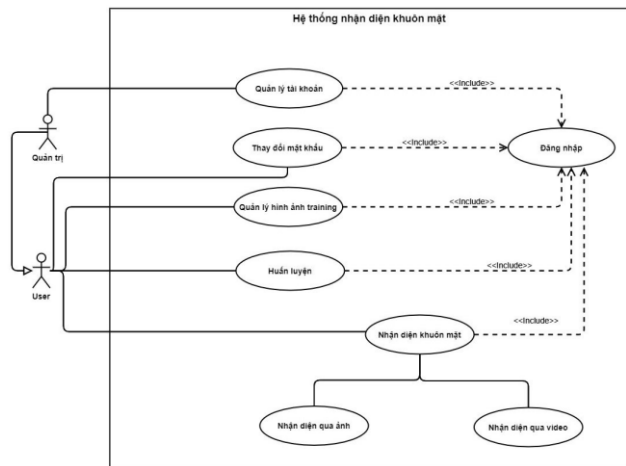 Hệ thống nhận diện khuôn mặt
Quản lý tài khoản
<<Include>>
Quản trị
Thay đổi mật khẩu
<<Include>>
Đăng nhập
Quản lý hình ảnh training
<<Include>>
User
Huấn luyện
<<Include>>
Nhận diện khuôn mặt
<<Include>>
Nhận diện qua ảnh
Nhận diện qua video